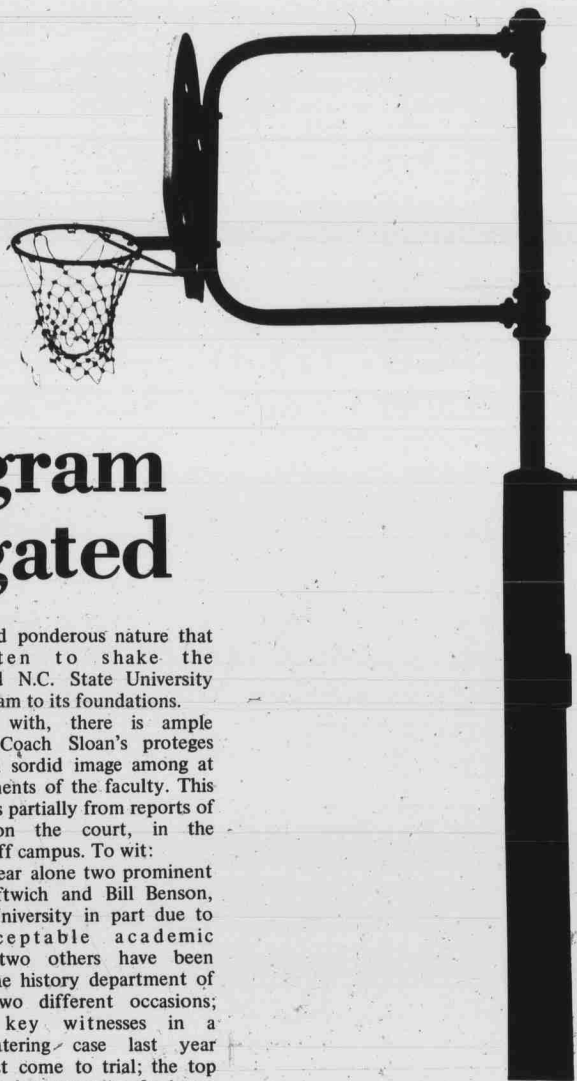 gram
gated
d ponderous nature that
ten to shake the
d N.C. State University
am to its foundations.
with, there is ample
Coach Sloan's proteges
sordid image among at
nents of the faculty. This
s partially from reports of
on the court, in the
ff campus. To wit:
ear alone two prominent
ftwich and Bill Benson,
niversity in part due to
ceptable academic
two others have been
he history department of
wo different occasions;
key witnesses in a
ntering case last year
t come to trial; the top